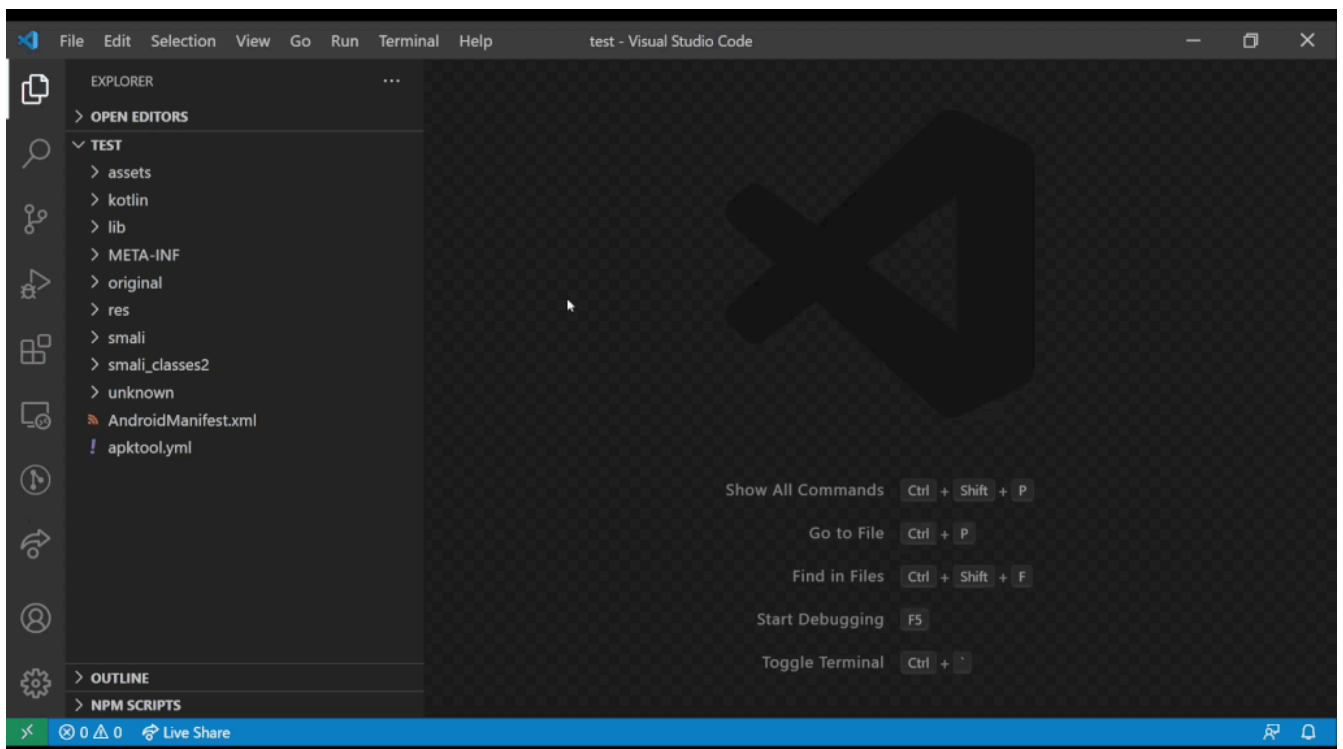 File Edit Selection View Go Run Terminal Help test - Visual Studio Code
EXPLORER ...
OPEN EDITORS
TEST
assets
kotlin
lib
META-INF
original
res
smali
smali_classes2
unknown
AndroidManifest.xml
! apktool.yml
Show All Commands Ctrl + Shift + P
Go to File Ctrl + P
Find in Files Ctrl + Shift + F
Start Debugging F5
Toggle Terminal Ctrl + `
OUTLINE
NPM SCRIPTS
0 0 Live Share